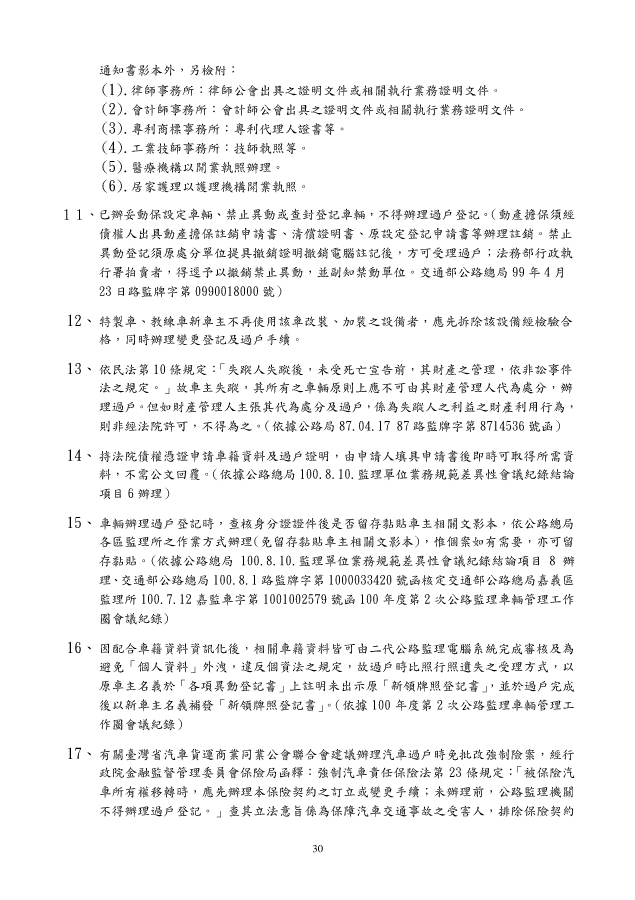 通知書影本外，另檢附：
(1).律師事務所：律師公會出具之證明文件或相關執行業務證明文件。
(2).會計師事務所：會計師公會出具之證明文件或相關執行業務證明文件。
(3).專利商標事務所：專利代理人證書等。
(4).工業技師事務所：技師執照等。
(5).醫療機構以開業執照辦理。
(6).居家護理以護理機構開業執照。
１１、已辦妥動保設定車輛、禁止異動或查封登記車輛，不得辦理過戶登記。(動產擔保須經
債權人出具動產擔保註銷申請書、清償證明書、原設定登記申請書等辦理註銷。禁止
異動登記須原處分單位提具撤銷證明撤銷電腦註記後，方可受理過戶；法務部行政執
行署拍賣者，得逕予以撤銷禁止異動，並副知禁動單位。交通部公路總局 99 年 4 月
23 日路監牌字第 0990018000 號)
12、 特製車、教練車新車主不再使用該車改裝、加裝之設備者，應先拆除該設備經檢驗合
格，同時辦理變更登記及過戶手續。
13、 依民法第 10 條規定：「失蹤人失蹤後，未受死亡宣告前，其財產之管理，依非訟事件
法之規定。」故車主失蹤，其所有之車輛原則上應不可由其財產管理人代為處分，辦
理過戶。但如財產管理人主張其代為處分及過戶，係為失蹤人之利益之財產利用行為，
則非經法院許可，不得為之。(依據公路局 87.04.17 87 路監牌字第 8714536 號函)
14、 持法院債權憑證申請車籍資料及過戶證明，由申請人填具申請書後即時可取得所需資
料，不需公文回覆。(依據公路總局 100.8.10.監理單位業務規範差異性會議紀錄結論
項目 6 辦理)
15、 車輛辦理過戶登記時，查核身分證證件後是否留存黏貼車主相關文影本，依公路總局
各區監理所之作業方式辦理(免留存黏貼車主相關文影本)，惟個案如有需要，亦可留
存黏貼。(依據公路總局 100.8.10.監理單位業務規範差異性會議紀錄結論項目 8 辦
理、交通部公路總局 100.8.1 路監牌字第 1000033420 號函核定交通部公路總局嘉義區
監理所 100.7.12 嘉監車字第 1001002579 號函 100 年度第 2 次公路監理車輛管理工作
圈會議紀錄)
16、 因配合車籍資料資訊化後，相關車籍資料皆可由二代公路監理電腦系統完成審核及為
避免「個人資料」外洩，違反個資法之規定，故過戶時比照行照遺失之受理方式，以
原車主名義於「各項異動登記書」上註明未出示原「新領牌照登記書」，並於過戶完成
後以新車主名義補發「新領牌照登記書」。(依據 100 年度第 2 次公路監理車輛管理工
作圈會議紀錄)
17、 有關臺灣省汽車貨運商業同業公會聯合會建議辦理汽車過戶時免批改強制險案，經行
政院金融監督管理委員會保險局函釋：強制汽車責任保險法第 23 條規定：「被保險汽
車所有權移轉時，應先辦理本保險契約之訂立或變更手續；未辦理前，公路監理機關
不得辦理過戶登記。」查其立法意旨係為保障汽車交通事故之受害人，排除保險契約
30